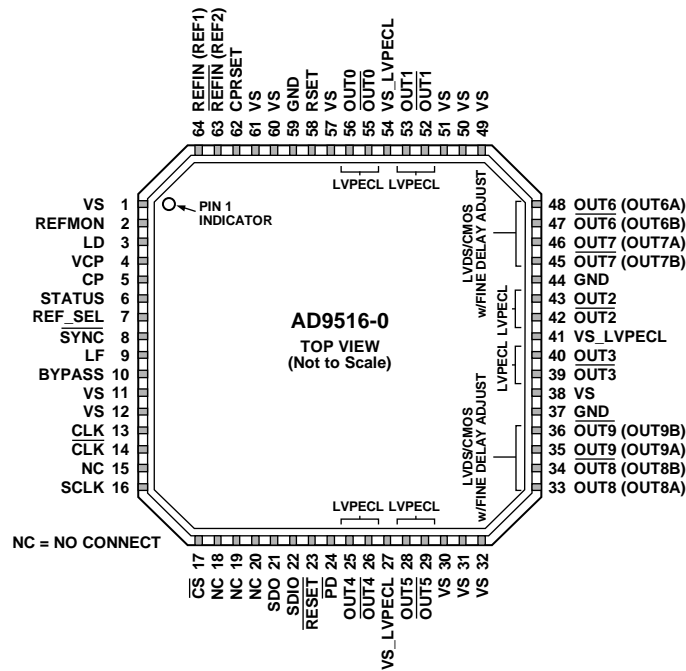 64 REFIN (REF1)
63 REFIN (REF2)
62 CPRSET
61 VS
60 VS
59 GND
58 RSET
57 VS
56 OUT0
55 OUT0
54 VS_LVPECL
53 OUT1
52 OUT1
51 VS
50 VS
49 VS
LVPECL LVPECL
VS 1
REFMON 2
LD 3
VCP 4
CP 5
STATUS 6
REF_SEL 7
SYNC 8
LF 9
BYPASS 10
VS 11
VS 12
CLK 13
CLK 14
NC 15
SCLK 16
PIN 1
INDICATOR
AD9516-0
TOP VIEW
(Not to Scale)
LVDS/CMOS
w/FINE DELAY ADJUST
LVPECL
LVPECL
LVDS/CMOS
w/FINE DELAY ADJUST
48 OUT6 (OUT6A)
47 OUT6 (OUT6B)
46 OUT7 (OUT7A)
45 OUT7 (OUT7B)
44 GND
43 OUT2
42 OUT2
41 VS_LVPECL
40 OUT3
39 OUT3
38 VS
37 GND
36 OUT9 (OUT9B)
35 OUT9 (OUT9A)
34 OUT8 (OUT8B)
33 OUT8 (OUT8A)
LVPECL LVPECL
NC = NO CONNECT
CS 17
NC 18
NC 19
NC 20
SDO 21
SDIO 22
RESET 23
PD 24
OUT4 25
OUT4 26
VS_LVPECL 27
OUT5 28
OUT5 29
VS 30
VS 31
VS 32